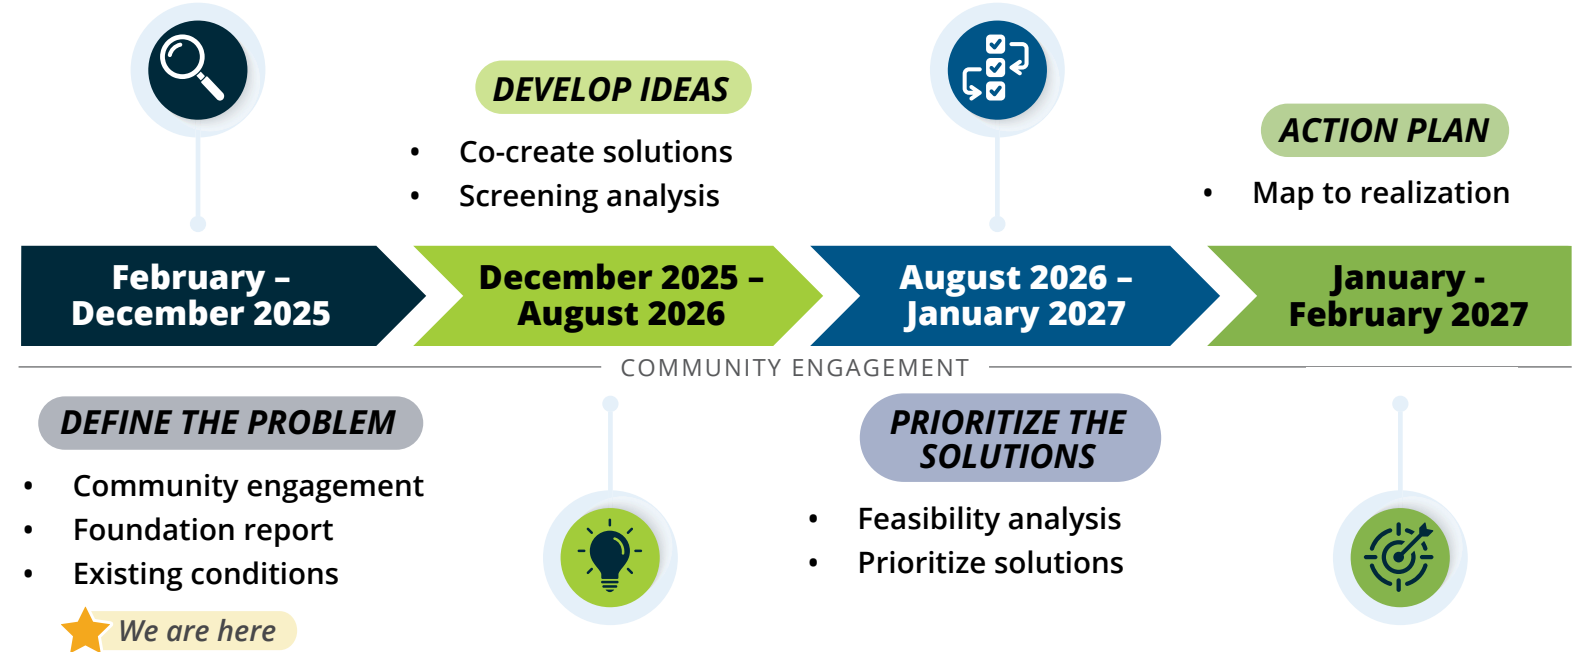 DEVELOP IDEAS
• Co-create solutions
• Screening analysis
ACTION PLAN
• Map to realization
February –
December 2025
December 2025 –
August 2026
August 2026 –
January 2027
January -
February 2027
COMMUNITY ENGAGEMENT
DEFINE THE PROBLEM
• Community engagement
• Foundation report
• Existing conditions
We are here
PRIORITIZE THE
SOLUTIONS
• Feasibility analysis
• Prioritize solutions